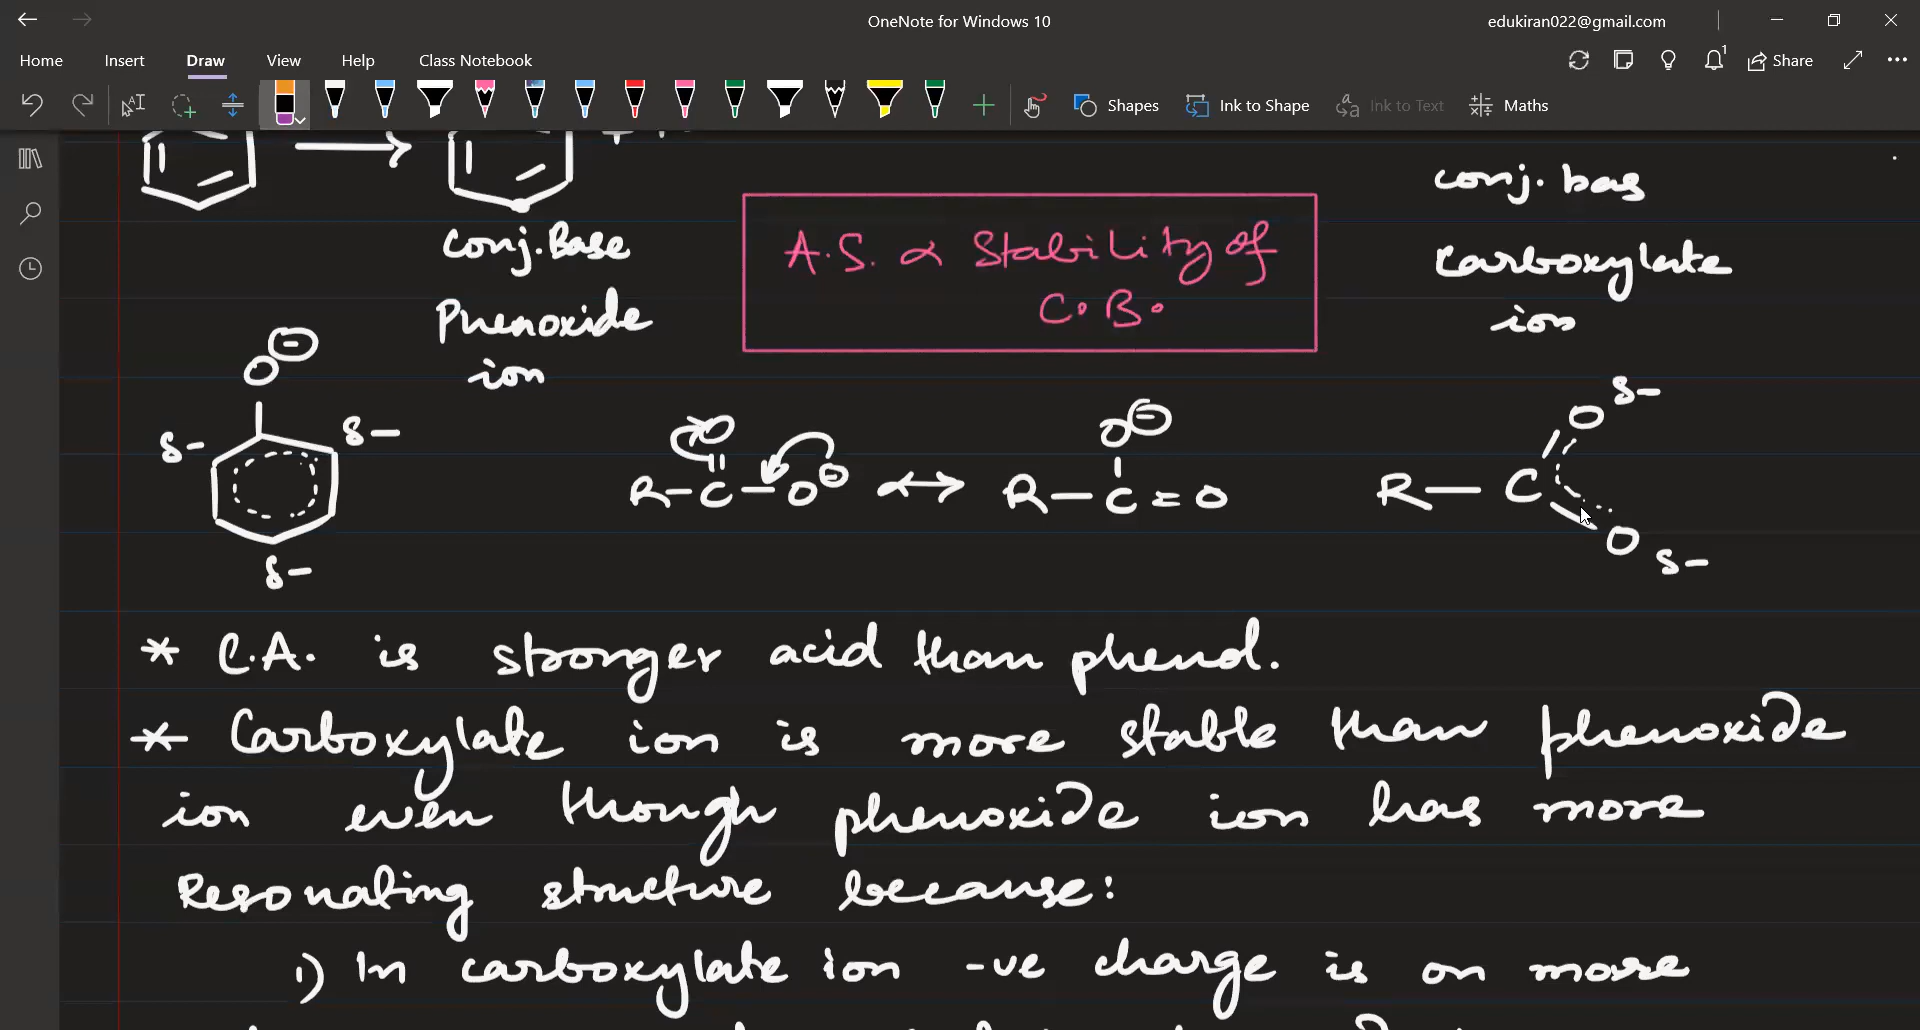 OneNote for Windows 10
edukiran022@gmail.com
Home Insert Draw View Help Class Notebook
1
Share
Shapes Ink to Shape Ink to Text Maths
conj. bas
Conj. Base
A.S. ∝ Stability of
C.B.
Carboxylate
ion
Phenoxide
ion
O⊖
δ- δ-
δ-
O
R-C-O⊖ ↔ R-C=O
O⊖
R-C
O δ-
O δ-
* C.A. is stronger acid than phenol.
* Carboxylate ion is more stable than phenoxide
ion even though phenoxide ion has more
Resonating structure because:
1) In carboxylate ion -ve charge is on more